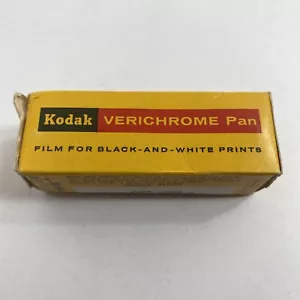 Kodak VERICHROME Pan
FILM FOR BLACK-AND-WHITE PRINTS